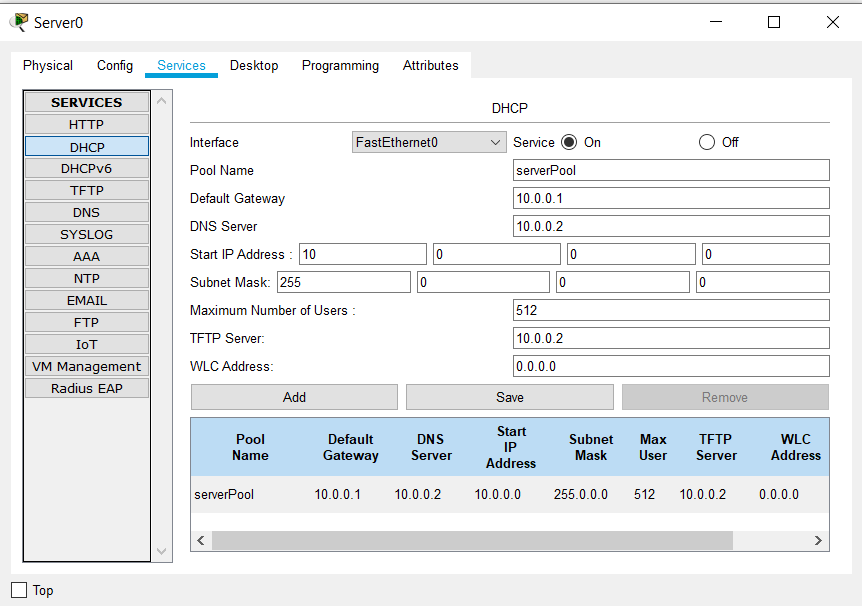 Server0
Physical Config Services Desktop Programming Attributes
SERVICES
HTTP
DHCP
DHCPv6
TFTP
DNS
SYSLOG
AAA
NTP
EMAIL
FTP
IoT
VM Management
Radius EAP
DHCP
Interface FastEthernet0 Service On Off
Pool Name serverPool
Default Gateway 10.0.0.1
DNS Server 10.0.0.2
Start IP Address : 10 0 0 0
Subnet Mask: 255 0 0 0
Maximum Number of Users : 512
TFTP Server: 10.0.0.2
WLC Address: 0.0.0.0
Add Save Remove
Pool Name Default Gateway DNS Server Start IP Address Subnet Mask Max User TFTP Server WLC Address
serverPool 10.0.0.1 10.0.0.2 10.0.0.0 255.0.0.0 512 10.0.0.2 0.0.0.0
Top